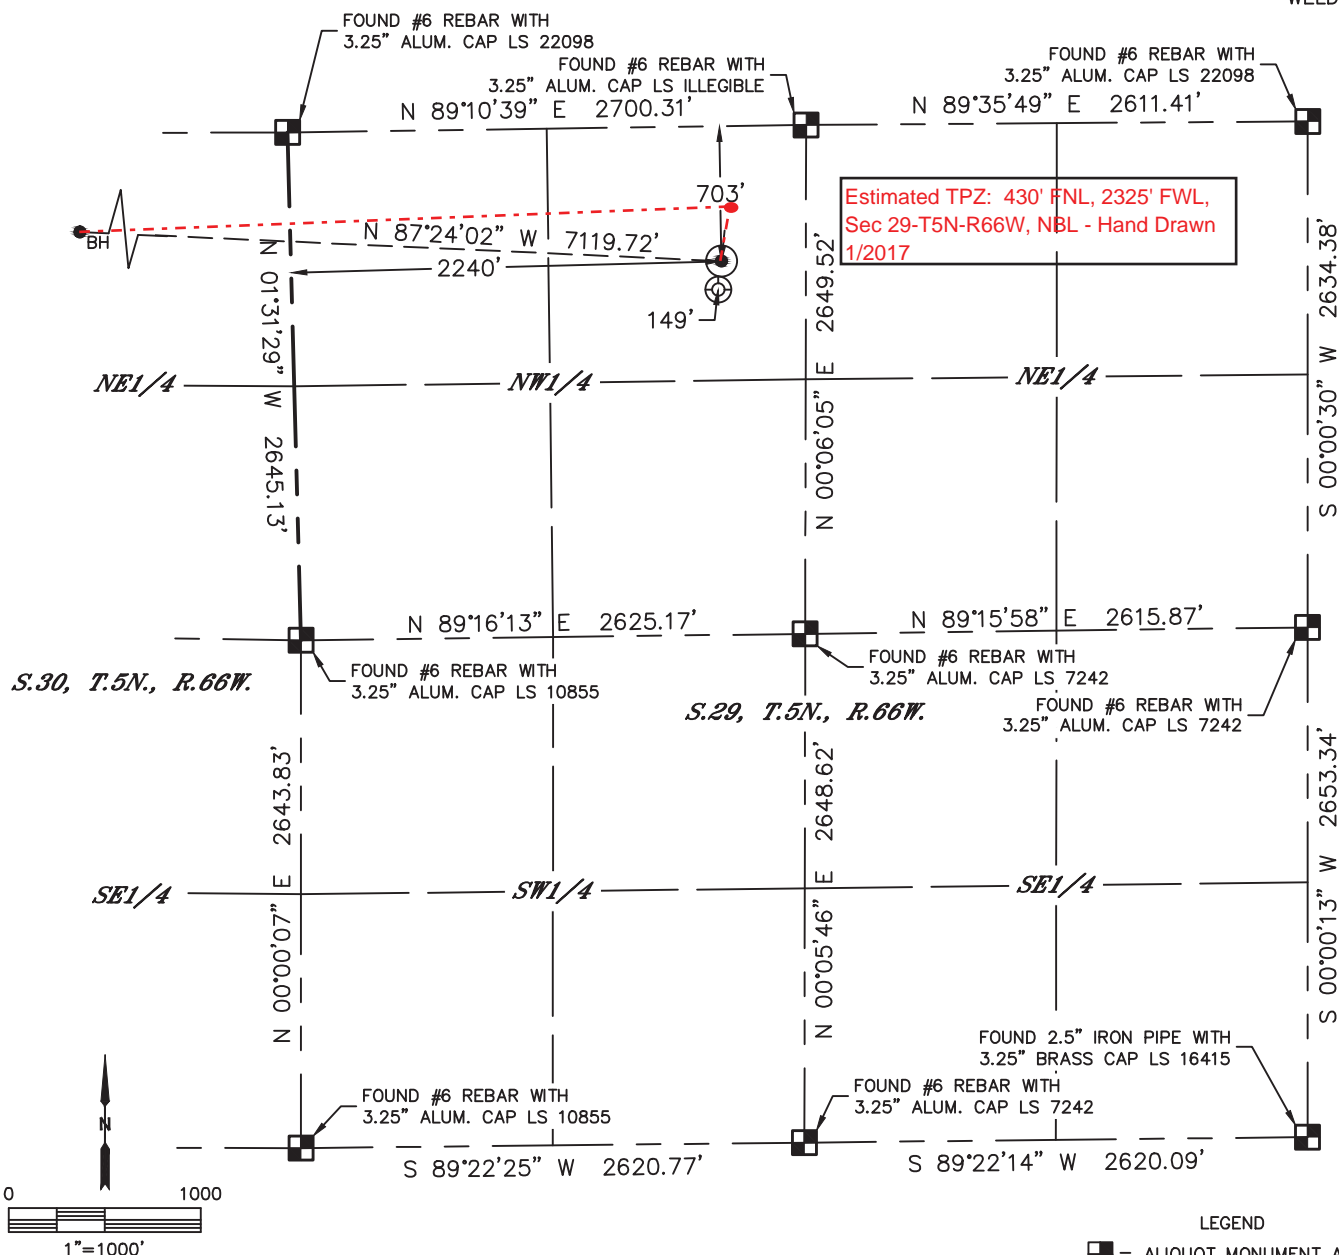 FOUND #6 REBAR WITH
3.25" ALUM. CAP LS 22098
FOUND #6 REBAR WITH
3.25" ALUM. CAP LS ILLEGIBLE
FOUND #6 REBAR WITH
3.25" ALUM. CAP LS 22098
N 89°10'39" E 2700.31'
N 89°35'49" E 2611.41'
703'
Estimated TPZ: 430' FNL, 2325' FWL,
Sec 29-T5N-R66W, NBL - Hand Drawn
1/2017
BH
N 87°24'02" W 7119.72'
2240'
149'
N 01°31'29" W 2645.13'
N 00°06'05" E 2649.52'
S 00°00'30" W 2634.38'
NE1/4
NW1/4
NE1/4
N 89°16'13" E 2625.17'
N 89°15'58" E 2615.87'
FOUND #6 REBAR WITH
3.25" ALUM. CAP LS 10855
FOUND #6 REBAR WITH
3.25" ALUM. CAP LS 7242
FOUND #6 REBAR WITH
3.25" ALUM. CAP LS 7242
S.30, T.5N., R.66W.
S.29, T.5N., R.66W.
N 00°00'07" E 2643.83'
N 00°05'46" E 2648.62'
S 00°00'13" W 2653.34'
SE1/4
SW1/4
SE1/4
FOUND 2.5" IRON PIPE WITH
3.25" BRASS CAP LS 16415
FOUND #6 REBAR WITH
3.25" ALUM. CAP LS 10855
FOUND #6 REBAR WITH
3.25" ALUM. CAP LS 7242
S 89°22'25" W 2620.77'
S 89°22'14" W 2620.09'
N
0 1000
1"=1000'
LEGEND
= ALIQUOT MONUMENT